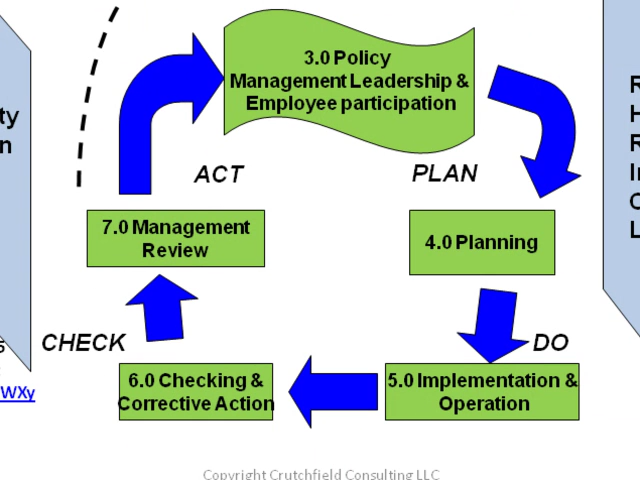 3.0 Policy
Management Leadership &
Employee participation
ACT
PLAN
7.0 Management
Review
4.0 Planning
CHECK
DO
6.0 Checking &
Corrective Action
5.0 Implementation &
Operation
WXy
Copyright Crutchfield Consulting LLC